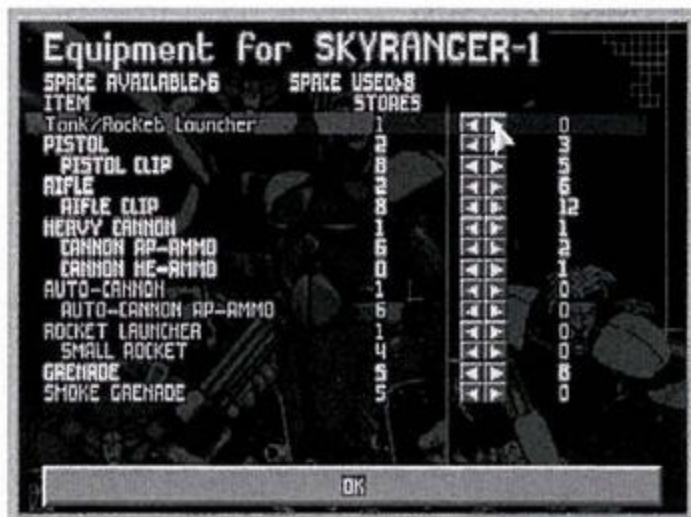 Equipment for SKYRANGER-1
SPACE AVAILABLE>6 SPACE USED>8
ITEM STORES
Tank/Rocket Launcher 1 0
PISTOL 2 3
PISTOL CLIP 8 5
RIFLE 2 6
RIFLE CLIP 8 12
HEAVY CANNON 1 1
CANNON AP-AMMO 6 2
CANNON HE-AMMO 0 1
AUTO-CANNON 1 0
AUTO-CANNON AP-AMMO 6 0
ROCKET LAUNCHER 1 0
SMALL ROCKET 4 0
GRENADE 5 8
SMOKE GRENADE 5 0
OK